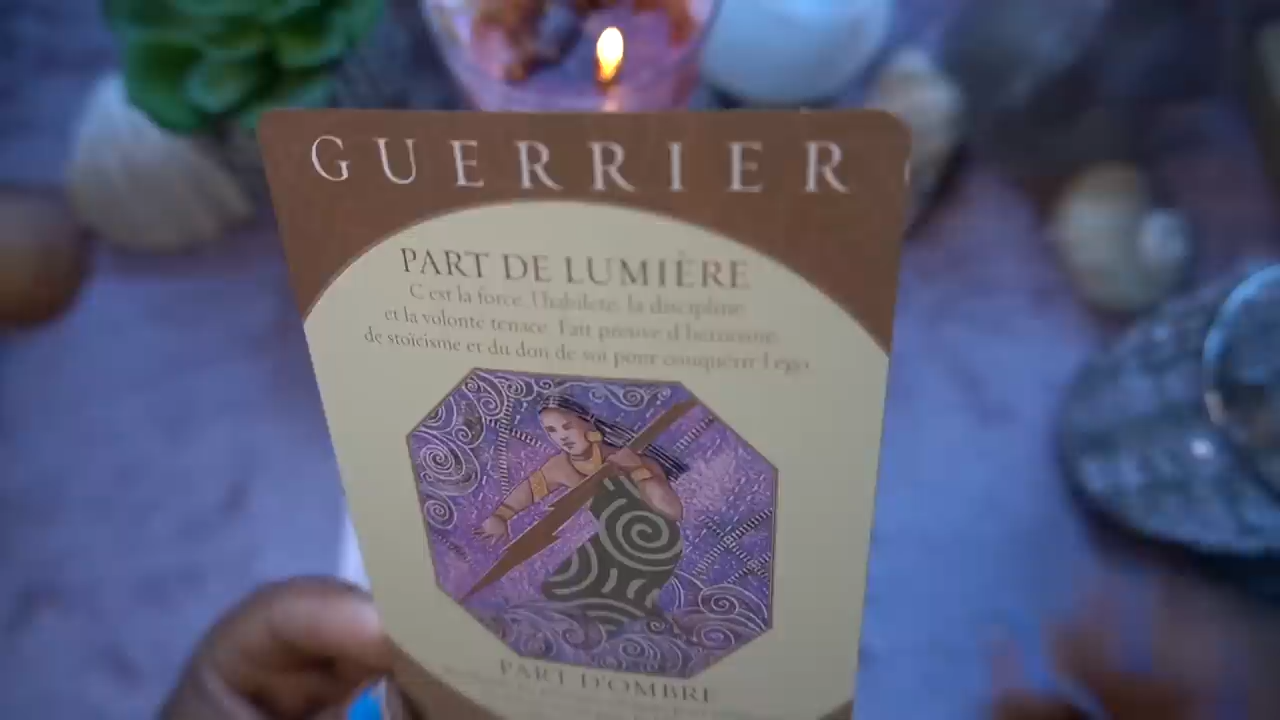 GUERRIER
PART DE LUMIÈRE
C'est la force, l'habileté, la discipline
et la volonté tenace. Fait preuve d'héroïsme,
de stoïcisme et du don de soi pour conquérir l'ego.
PART D'OMBRE